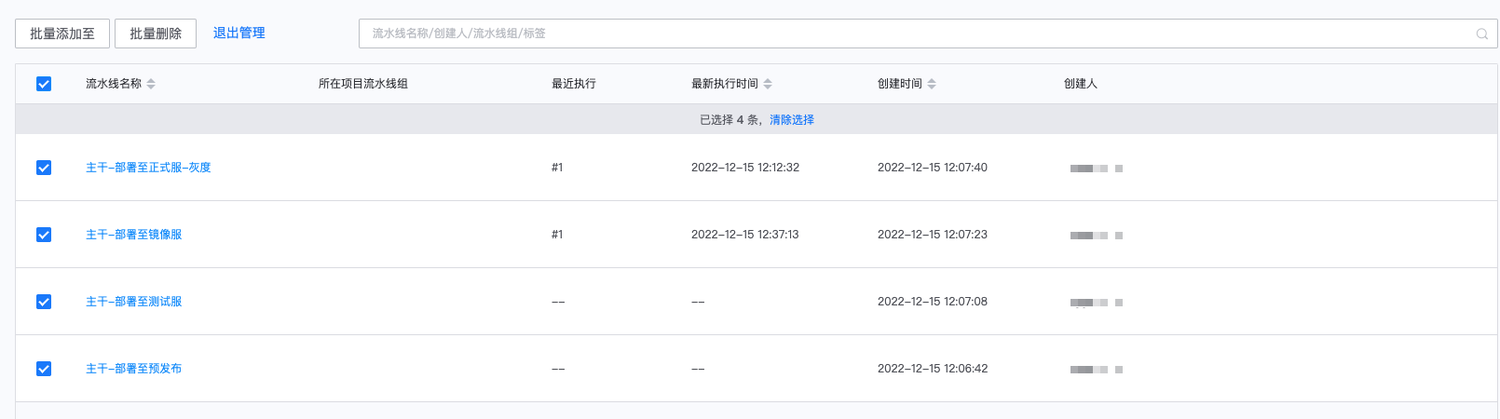 批量添加至 批量删除 退出管理 流水线名称/创建人/流水线组/标签
流水线名称 所在项目流水线组 最近执行 最新执行时间 创建时间 创建人
已选择 4 条，清除选择
主干-部署至正式服-灰度 #1 2022-12-15 12:12:32 2022-12-15 12:07:40
主干-部署至镜像服 #1 2022-12-15 12:37:13 2022-12-15 12:07:23
主干-部署至测试服 -- -- 2022-12-15 12:07:08
主干-部署至预发布 -- -- 2022-12-15 12:06:42